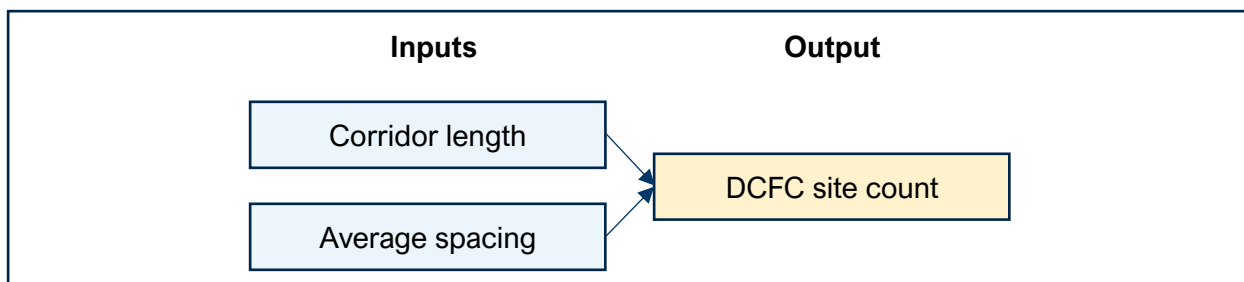 Inputs
Output
Corridor length
DCFC site count
Average spacing